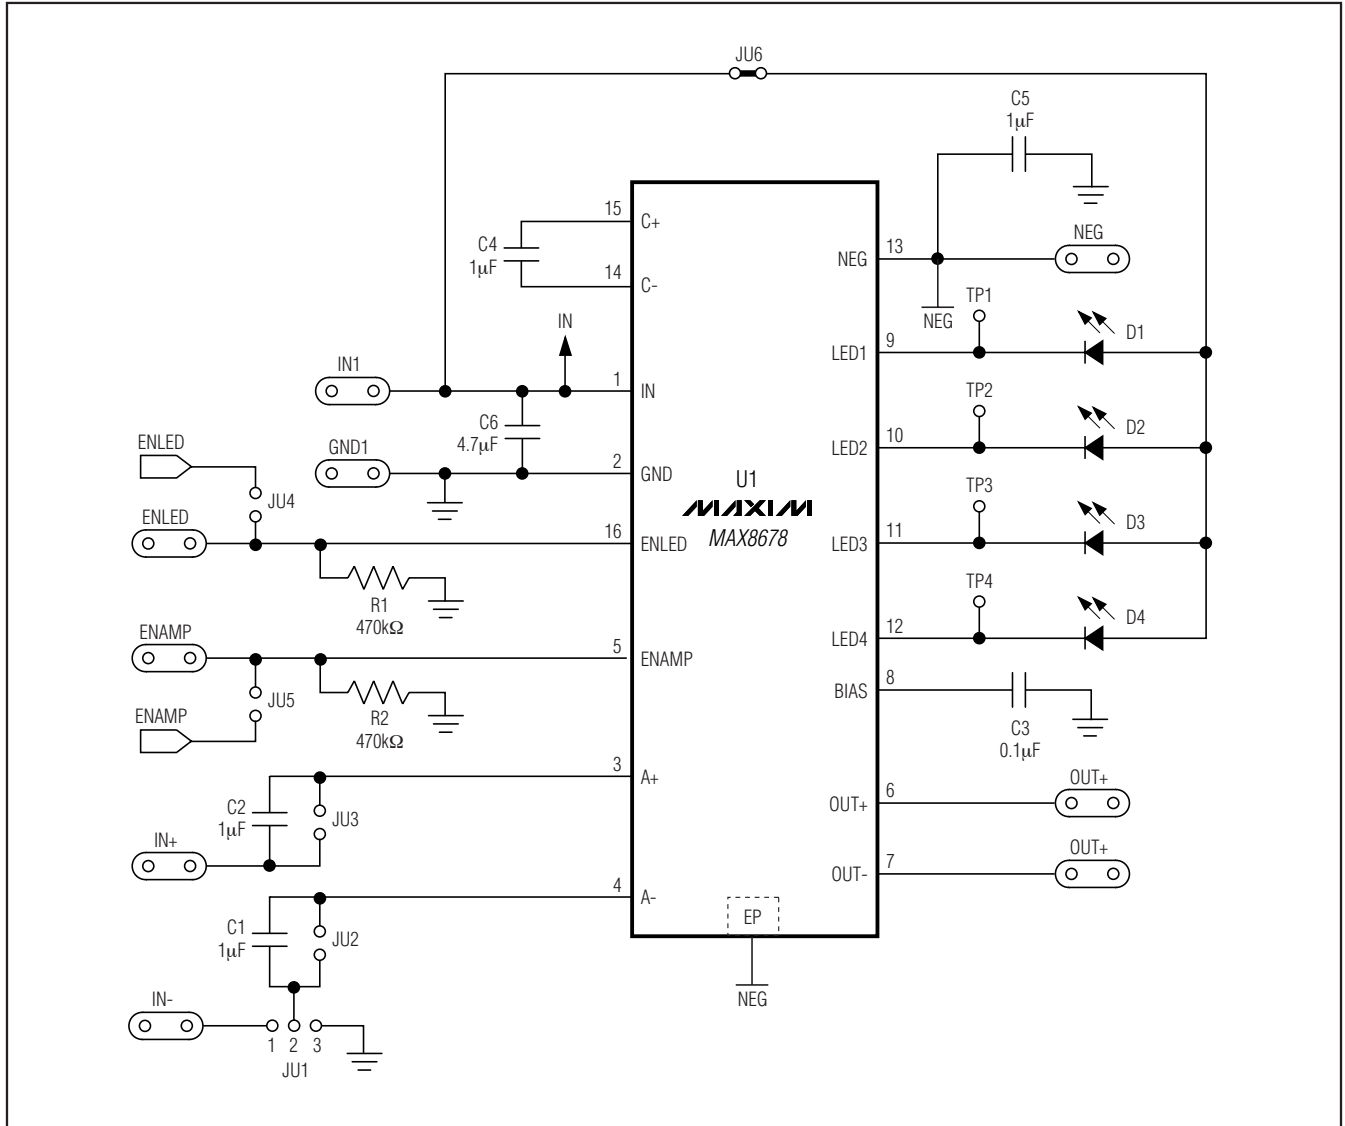 JU6
C5
1µF
15
C+
C4
1µF
14
C-
NEG
13
NEG
NEG
IN
TP1
D1
9
LED1
IN1
1
IN
TP2
D2
10
LED2
C6
4.7µF
ENLED
GND1
2
GND
U1
MAXIM
MAX8678
TP3
D3
11
LED3
JU4
ENLED
16
ENLED
R1
470kΩ
TP4
D4
12
LED4
ENAMP
5
ENAMP
BIAS
8
JU5
ENAMP
R2
470kΩ
C3
0.1µF
3
A+
C2
1µF
JU3
IN+
OUT+
6
OUT+
OUT-
7
OUT+
4
A-
C1
1µF
JU2
EP
NEG
IN-
1 2 3
JU1